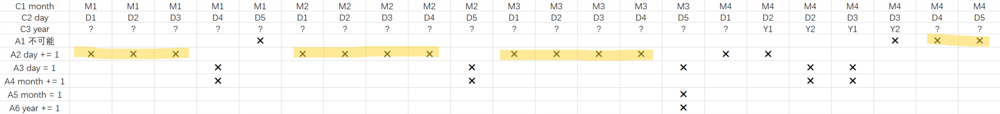 C1 month M1 M1 M1 M1 M1 M2 M2 M2 M2 M2 M3 M3 M3 M3 M3 M4 M4 M4 M4 M4 M4 M4
C2 day D1 D2 D3 D4 D5 D1 D2 D3 D4 D5 D1 D2 D3 D4 D5 D1 D2 D2 D3 D3 D4 D5
C3 year ? ? ? ? ? ? ? ? ? ? ? ? ? ? ? ? Y1 Y2 Y1 Y2 ? ?
A1 不可能 × × × ×
A2 day += 1 × × × × × × × × × × × × ×
A3 day = 1 × × × × ×
A4 month += 1 × × × ×
A5 month = 1 ×
A6 year += 1 ×